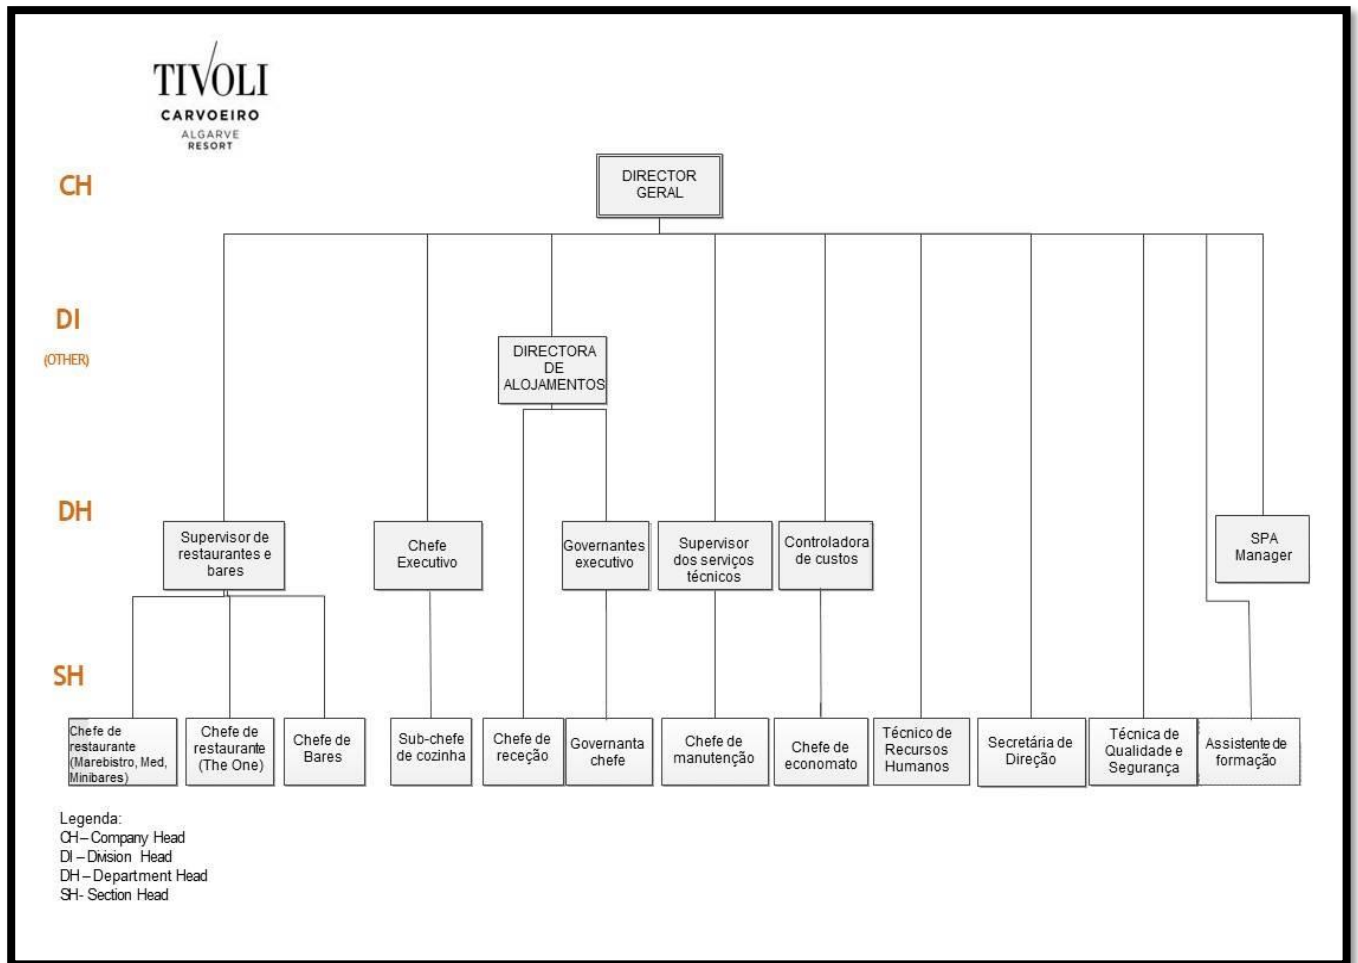 TIVOLI
CARVOEIRO
ALGARVE
RESORT
CH
DIRECTOR
GERAL
DI
(OTHER)
DIRECTORA
DE
ALOJAMENTOS
DH
Supervisor de
restaurantes e
bares
Chefe
Executivo
Governantes
executivo
Supervisor
dos serviços
técnicos
Controladora
de custos
SPA
Manager
SH
Chefe de
restaurante
(Marebistro, Med,
Minibares)
Chefe de
restaurante
(The One)
Chefe de
Bares
Sub-chefe
de cozinha
Chefe de
receção
Governanta
chefe
Chefe de
manutenção
Chefe de
economato
Técnico de
Recursos
Humanos
Secretária de
Direção
Técnica de
Qualidade e
Segurança
Assistente de
formação
Legenda:
CH – Company Head
DI – Division Head
DH – Department Head
SH- Section Head